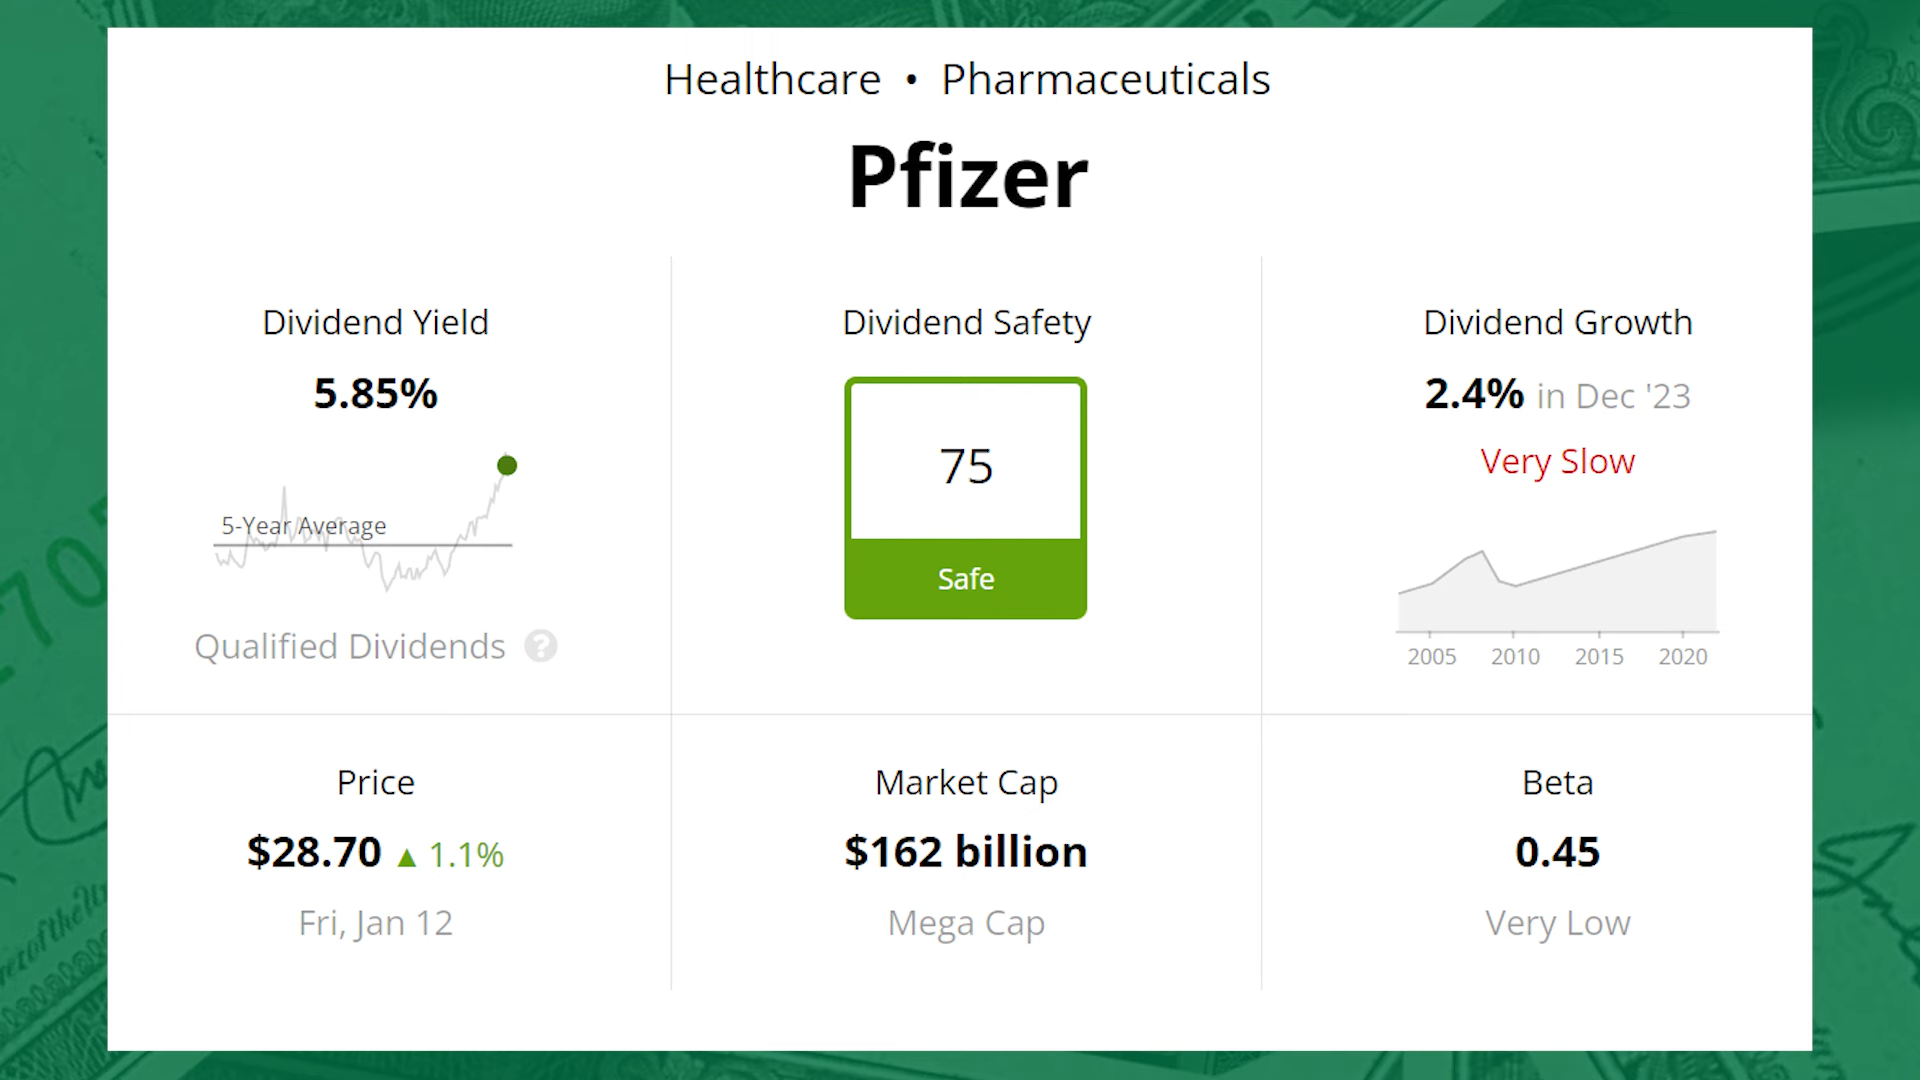 Healthcare • Pharmaceuticals
Pfizer
Dividend Yield
5.85%
5-Year Average
Qualified Dividends ?
Dividend Safety
75
Safe
Dividend Growth
2.4% in Dec '23
Very Slow
2005 2010 2015 2020
Price
$28.70 ▲ 1.1%
Fri, Jan 12
Market Cap
$162 billion
Mega Cap
Beta
0.45
Very Low